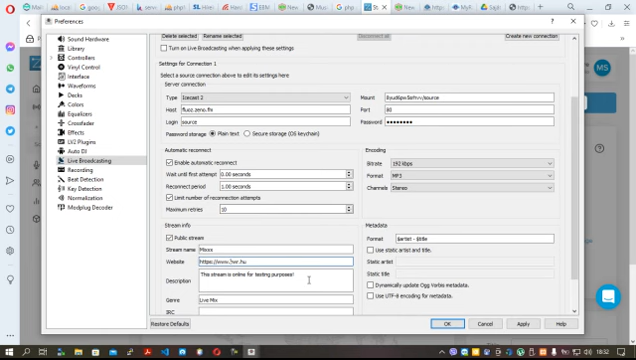 Preferences
Sound Hardware
Library
Controllers
Vinyl Control
Interface
Waveforms
Decks
Colors
Equalizers
Crossfader
Effects
LV2 Plugins
Auto DJ
Live Broadcasting
Recording
Beat Detection
Key Detection
Normalization
Modplug Decoder
Delete selected
Rename selected
Disconnect all
Create new connection
Turn on Live Broadcasting when applying these settings
Settings for Connection 1
Select a source connection above to edit its settings here
Server connection
Type Icecast 2
Mount
Host
Port 80
Login source
Password ••••••••
Password storage Plain text Secure storage (OS keychain)
Automatic reconnect
Enable automatic reconnect
Wait until first attempt 0.00 seconds
Reconnect period 1.00 seconds
Limit number of reconnection attempts
Maximum retries 10
Encoding
Bitrate 192 kbps
Format MP3
Channels Stereo
Stream info
Public stream
Stream name Mixxx
Website
Description This stream is online for testing purposes!
Genre Live Mix
IRC
Metadata
Format $artist - $title
Use static artist and title.
Static artist
Static title
Dynamically update Ogg Vorbis metadata.
Use UTF-8 encoding for metadata.
Restore Defaults
OK
Cancel
Apply
Help
MS
18:32